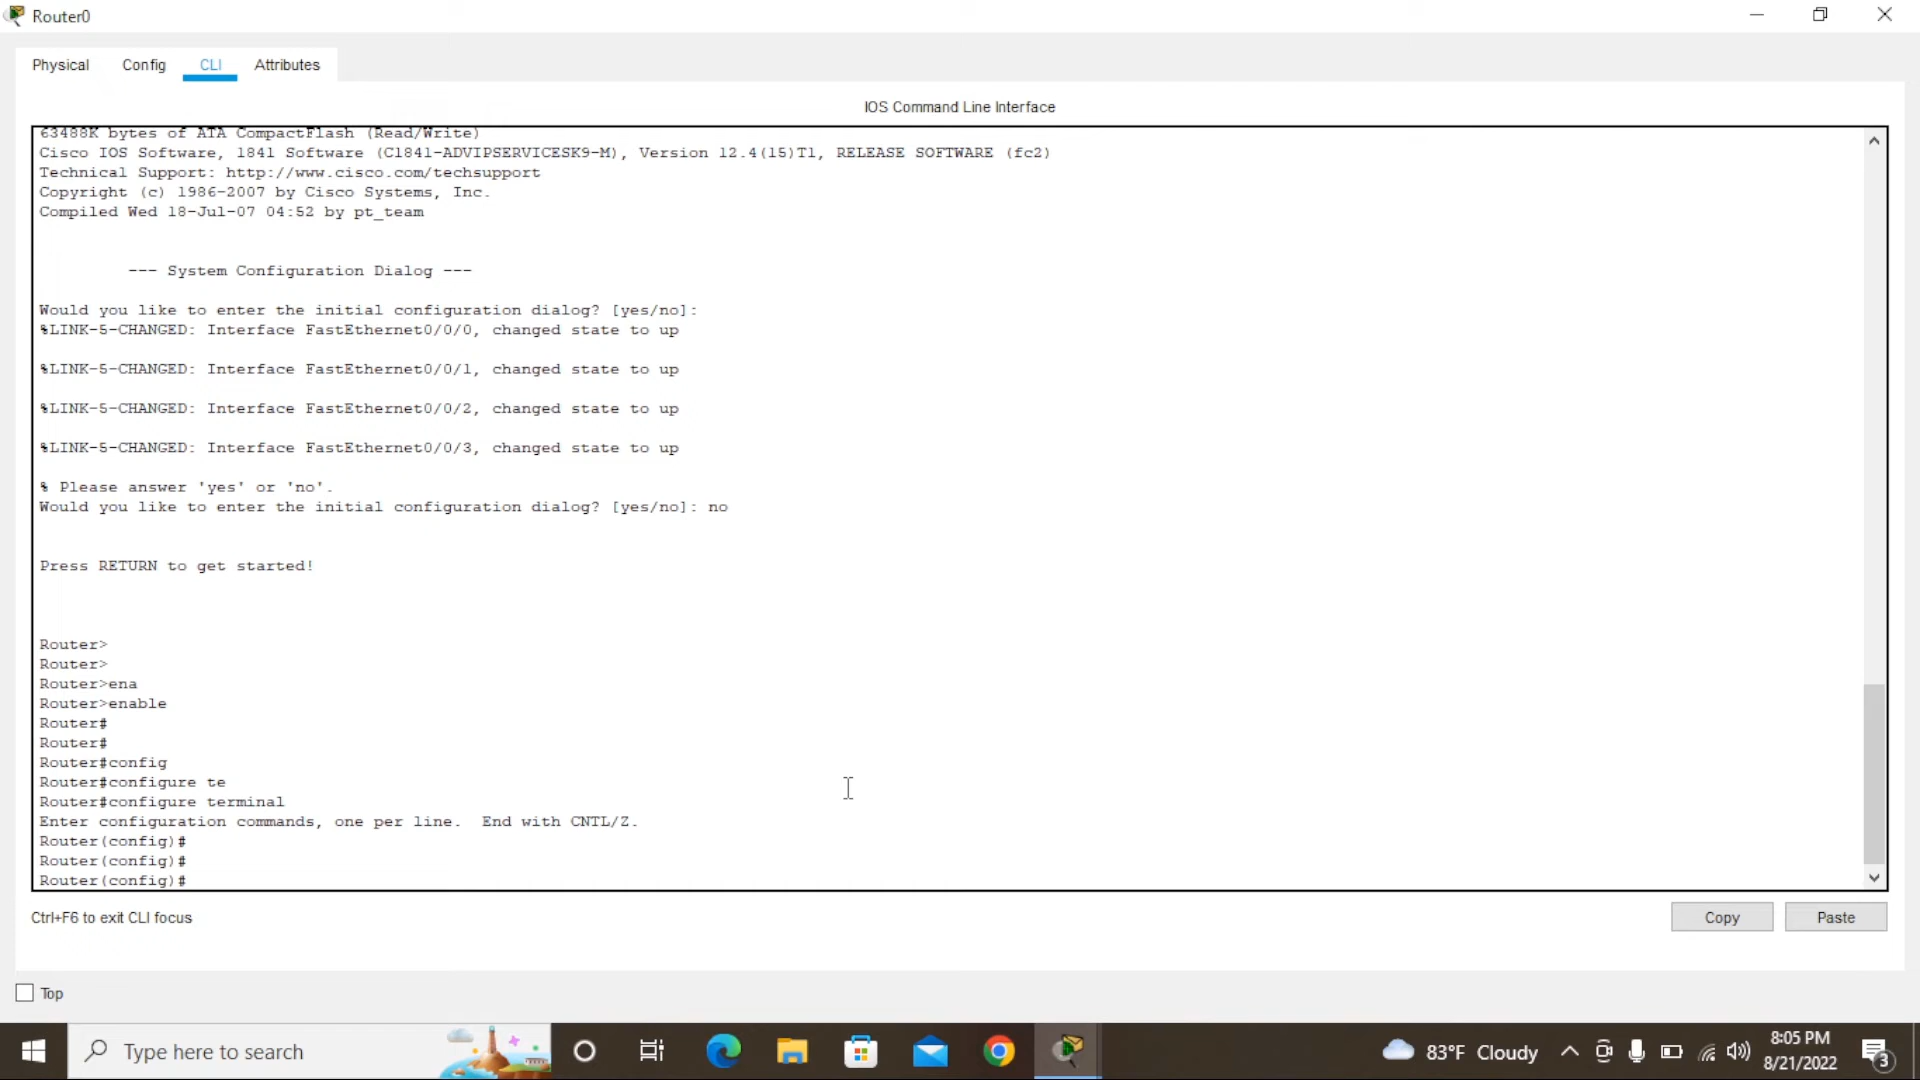 Router0
Physical Config CLI Attributes
IOS Command Line Interface
63488K bytes of ATA CompactFlash (Read/Write)
Cisco IOS Software, 1841 Software (C1841-ADVIPSERVICESK9-M), Version 12.4(15)T1, RELEASE SOFTWARE (fc2)
Technical Support: http://www.cisco.com/techsupport
Copyright (c) 1986-2007 by Cisco Systems, Inc.
Compiled Wed 18-Jul-07 04:52 by pt_team
--- System Configuration Dialog ---
Would you like to enter the initial configuration dialog? [yes/no]:
%LINK-5-CHANGED: Interface FastEthernet0/0/0, changed state to up
%LINK-5-CHANGED: Interface FastEthernet0/0/1, changed state to up
%LINK-5-CHANGED: Interface FastEthernet0/0/2, changed state to up
%LINK-5-CHANGED: Interface FastEthernet0/0/3, changed state to up
% Please answer 'yes' or 'no'.
Would you like to enter the initial configuration dialog? [yes/no]: no
Press RETURN to get started!
Router>
Router>
Router>ena
Router>enable
Router#
Router#
Router#config
Router#configure te
Router#configure terminal
Enter configuration commands, one per line.  End with CNTL/Z.
Router(config)#
Router(config)#
Router(config)#
Ctrl+F6 to exit CLI focus
Copy Paste
Top
Type here to search
83°F Cloudy
8:05 PM
8/21/2022
3